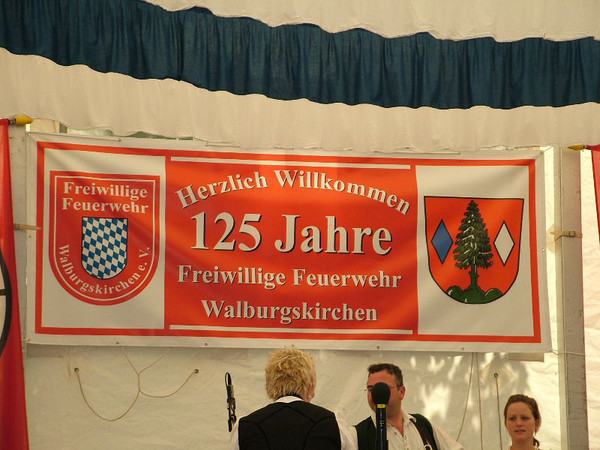 Freiwillige
Feuerwehr
Walburgskirchen e.V.
Herzlich Willkommen
125 Jahre
Freiwillige Feuerwehr
Walburgskirchen